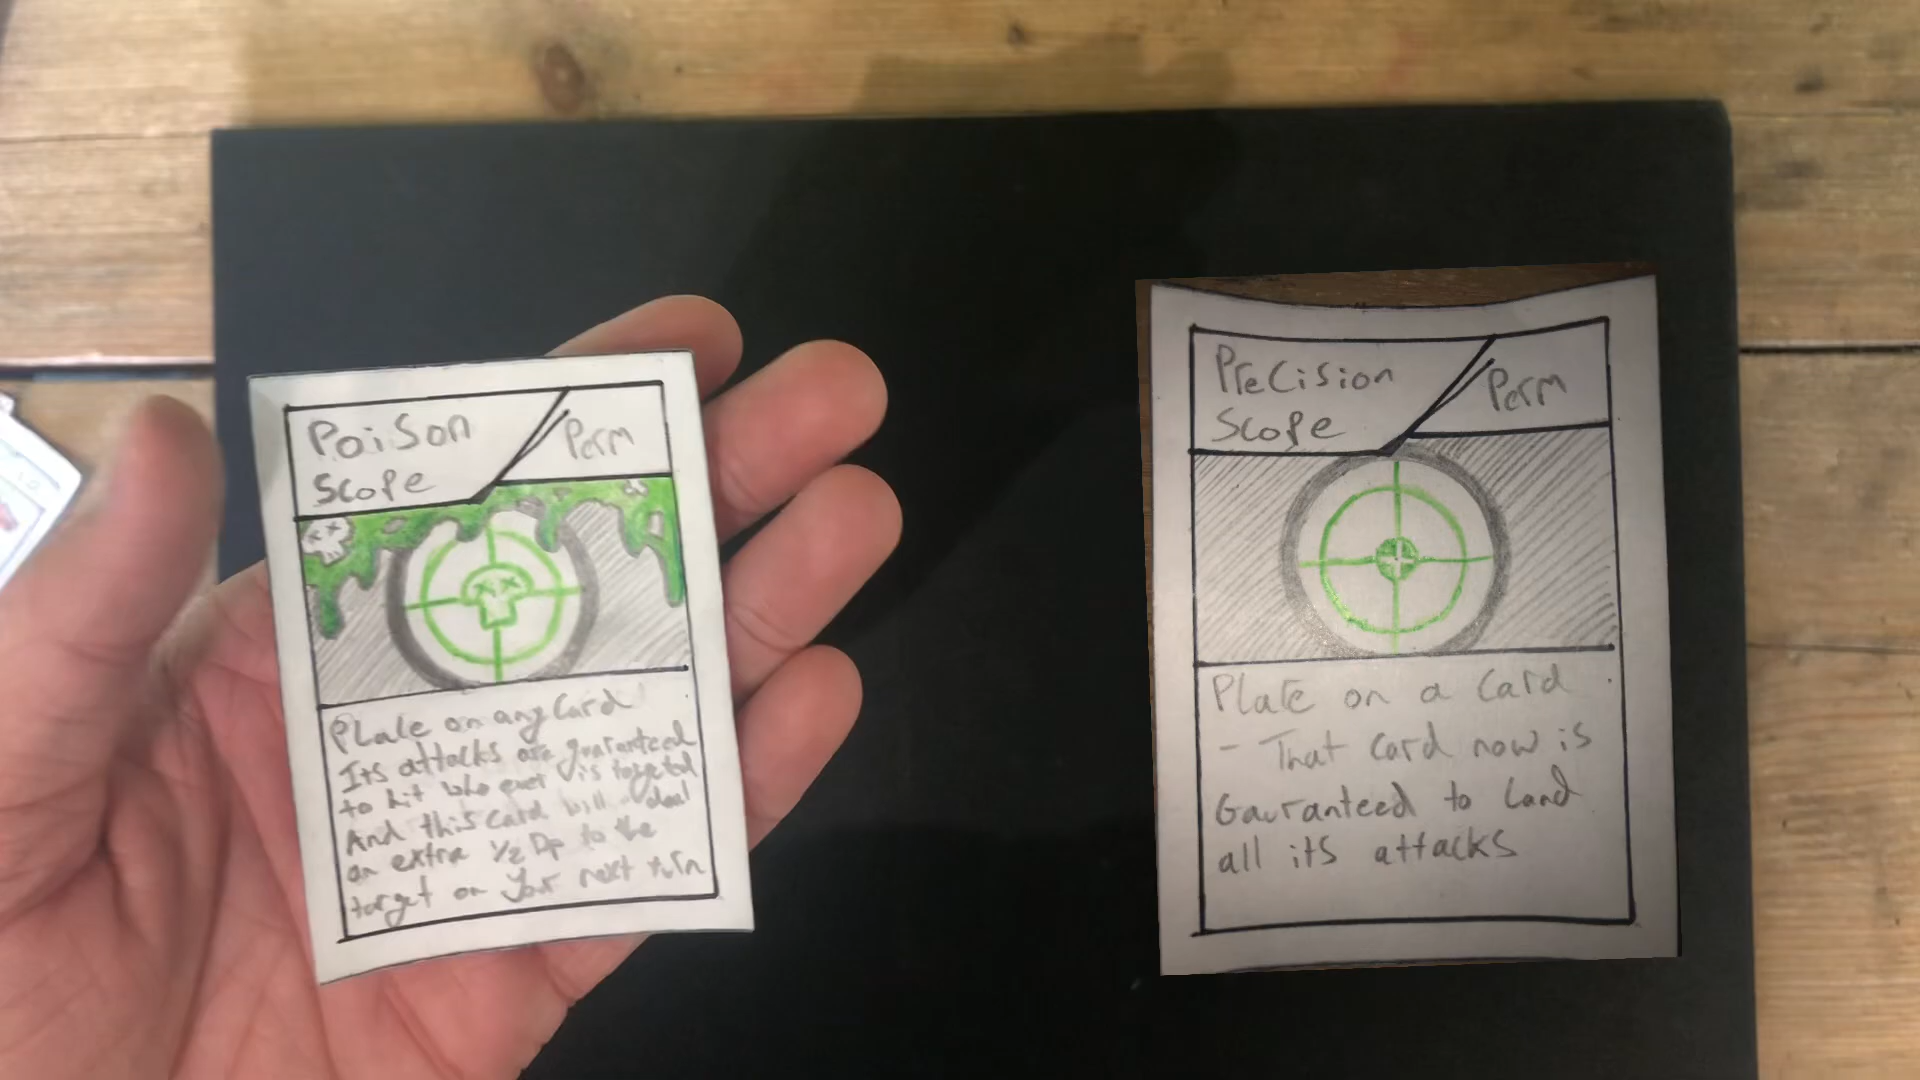 Poison
Scope
Perm
Place on any Card
Its attacks are guaranteed
to hit who ever is targeted
And this card will deal
an extra 1/2 Dp to the
target on your next turn
Precision
Scope
Perm
Place on a Card
- That Card now is
Gauranteed to land
all its attacks